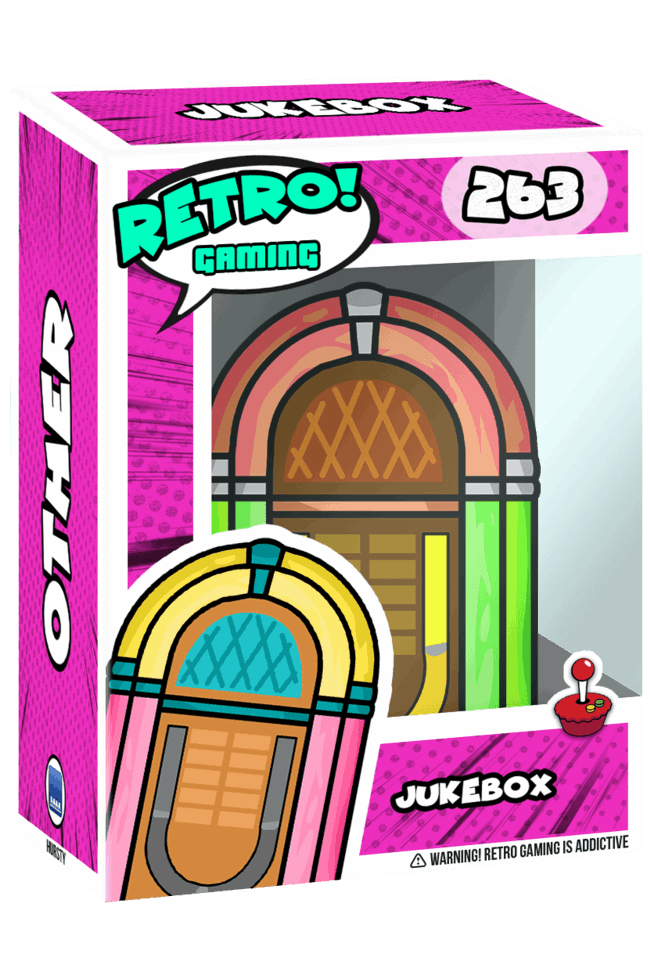 JUKEBOX
RETRO!
GAMING
263
OTHER
JUKEBOX
HURSTY
WARNING! RETRO GAMING IS ADDICTIVE